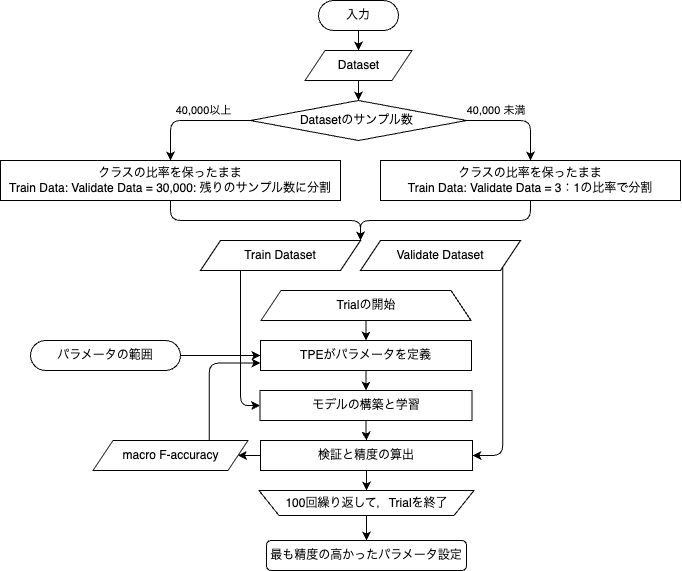 入力
Dataset
Datasetのサンプル数
40,000以上
40,000 未満
クラスの比率を保ったまま
Train Data: Validate Data = 30,000: 残りのサンプル数に分割
クラスの比率を保ったまま
Train Data: Validate Data = 3：1の比率で分割
Train Dataset
Validate Dataset
Trialの開始
パラメータの範囲
TPEがパラメータを定義
モデルの構築と学習
macro F-accuracy
検証と精度の算出
100回繰り返して，Trialを終了
最も精度の高かったパラメータ設定